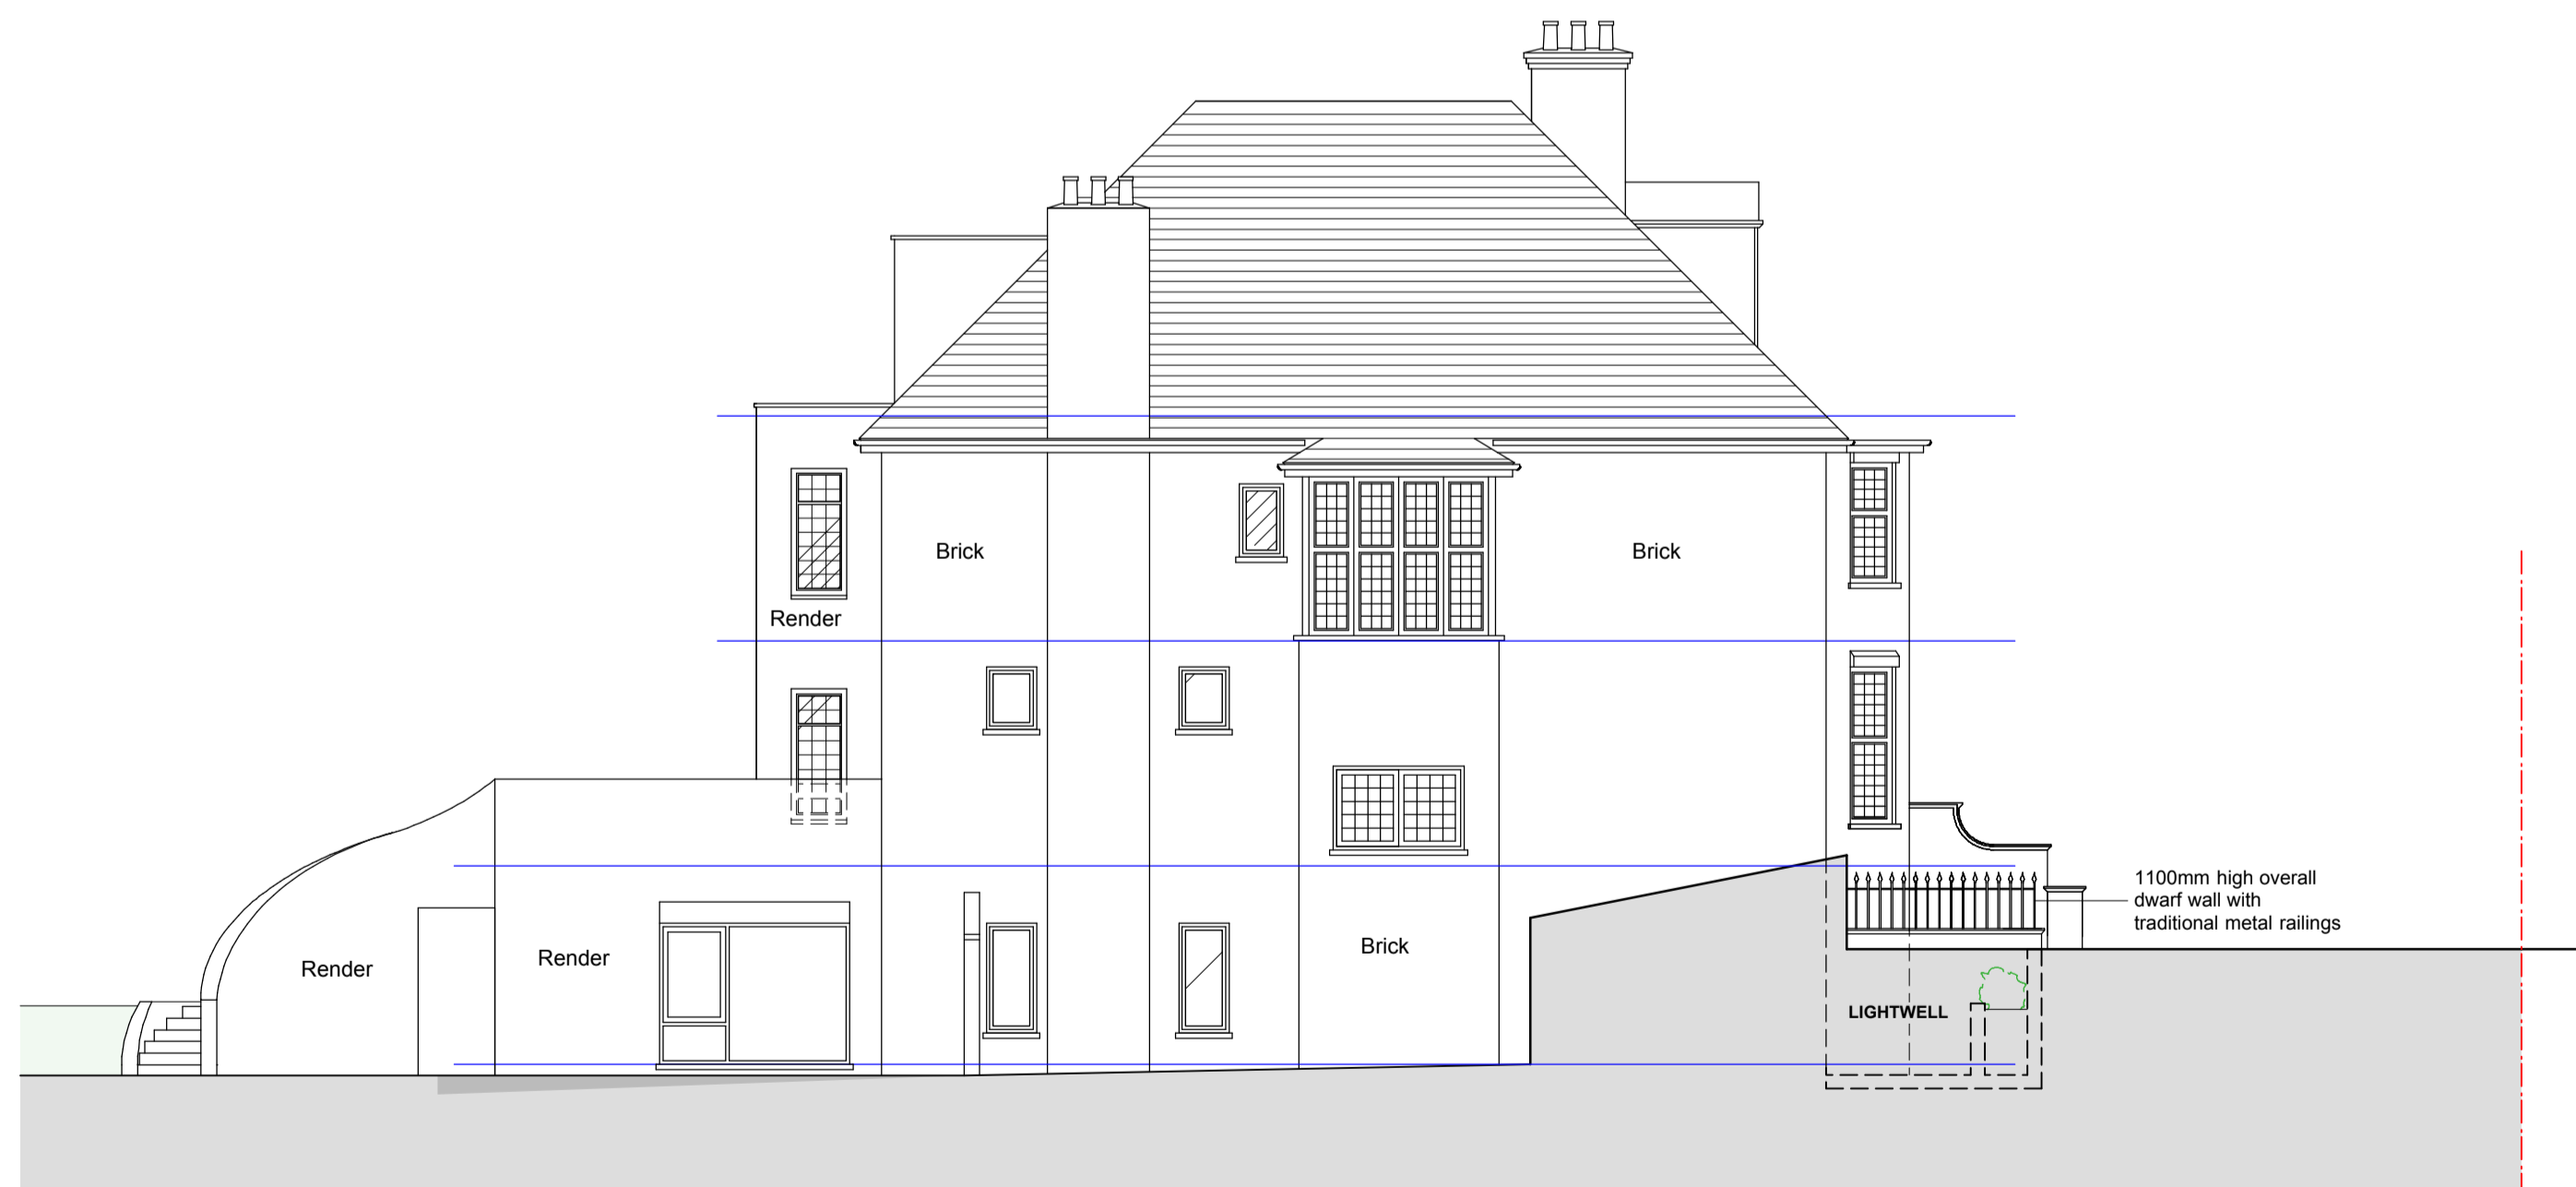 Brick
Brick
Render
1100mm high overall
dwarf wall with
traditional metal railings
Brick
Render
Render
LIGHTWELL